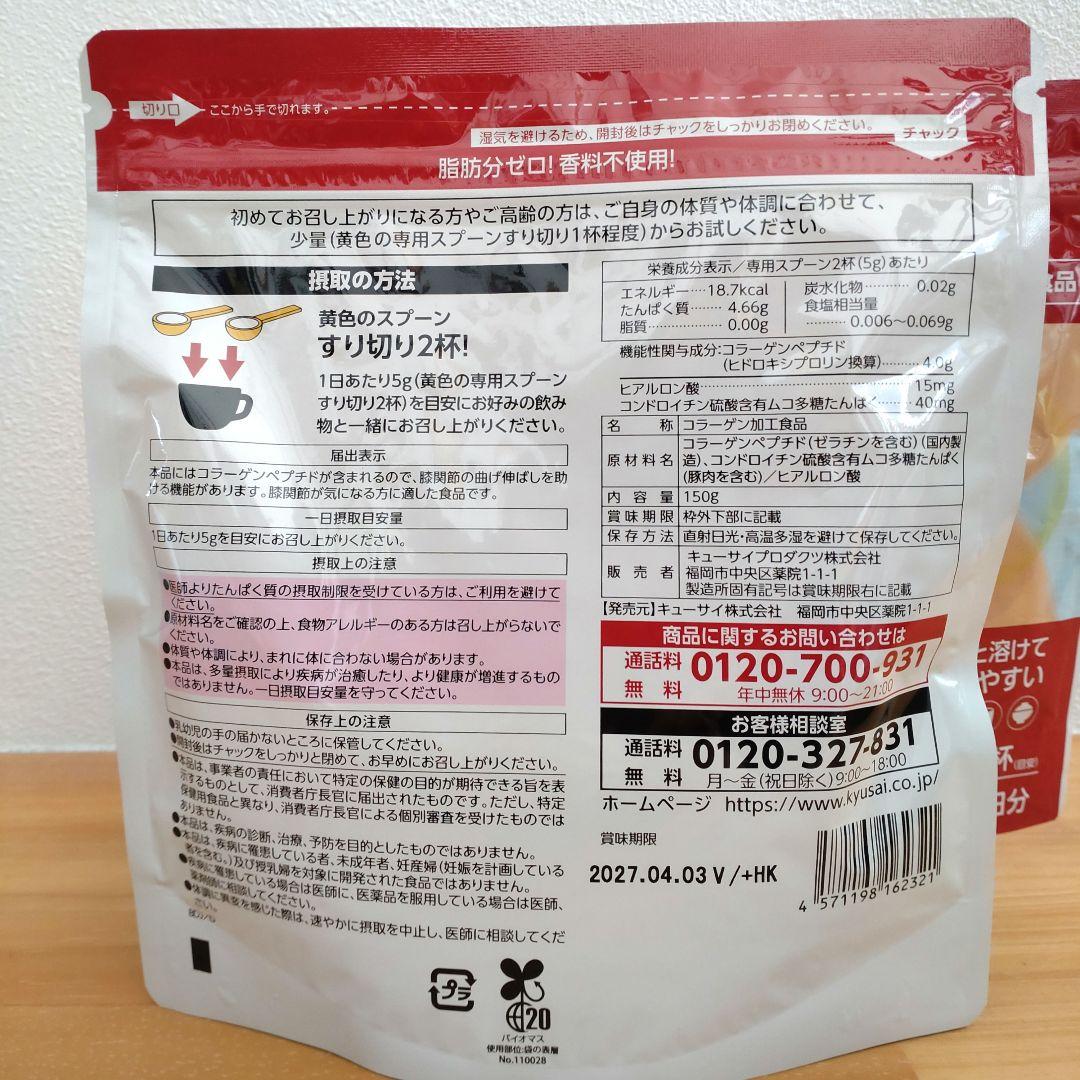 切り口
ここから手で切れます。
湿気を避けるため、開封後はチャックをしっかりお閉めください。
チャック
脂肪分ゼロ！香料不使用！
初めてお召し上がりになる方やご高齢の方は、ご自身の体質や体調に合わせて、
少量(黄色の専用スプーンすり切り1杯程度)からお試しください。
摂取の方法
黄色のスプーン
すり切り2杯！
1日あたり5g(黄色の専用スプーン
すり切り2杯)を目安にお好みの飲み
物と一緒にお召し上がりください。
届出表示
本品にはコラーゲンペプチドが含まれるので、膝関節の曲げ伸ばしを助
ける機能があります。膝関節が気になる方に適した食品です。
一日摂取目安量
1日あたり5gを目安にお召し上がりください。
摂取上の注意
●医師よりたんぱく質の摂取制限を受けている方は、ご利用を避けて
ください。
●原材料名をご確認の上、食物アレルギーのある方は召し上がらないで
ください。
●体質や体調により、まれに体に合わない場合があります。
●本品は、多量摂取により疾病が治癒したり、より健康が増進するもの
ではありません。一日摂取目安量を守ってください。
保存上の注意
●乳幼児の手の届かないところに保管してください。
●開封後はチャックをしっかりと閉めて、お早めにお召し上がりください。
●本品は、事業者の責任において特定の保健の目的が期待できる旨を表
示するものとして、消費者庁長官に届出されたものです。ただし、特定
保健用食品と異なり、消費者庁長官による個別審査を受けたものでは
ありません。
●本品は、疾病の診断、治療、予防を目的としたものではありません。
●本品は、疾病に罹患している者、未成年者、妊産婦(妊娠を計画している
者を含む。)及び授乳婦を対象に開発された食品ではありません。
●疾病に罹患している場合は医師に、医薬品を服用している場合は医師、
薬剤師に相談してください。
●体調に異変を感じた際は、速やかに摂取を中止し、医師に相談してくだ
さい。
栄養成分表示／専用スプーン2杯(5g)あたり
エネルギー……18.7kcal
たんぱく質……4.66g
脂質……0.00g
炭水化物……0.02g
食塩相当量
……0.006〜0.069g
機能性関与成分：コラーゲンペプチド
(ヒドロキシプロリン換算)……4.0g
ヒアルロン酸……15mg
コンドロイチン硫酸含有ムコ多糖たんぱく……40mg
名称 コラーゲン加工食品
原材料名 コラーゲンペプチド(ゼラチンを含む)(国内製
造)、コンドロイチン硫酸含有ムコ多糖たんぱく
(豚肉を含む)／ヒアルロン酸
内容量 150g
賞味期限 枠外下部に記載
保存方法 直射日光・高温多湿を避けて保存してください。
販売者 キューサイプロダクツ株式会社
福岡市中央区薬院1-1-1
製造所固有記号は賞味期限右に記載
【発売元】キューサイ株式会社 福岡市中央区薬院1-1-1
商品に関するお問い合わせは
通話料無料 0120-700-931
年中無休 9:00〜21:00
お客様相談室
通話料無料 0120-327-831
月〜金(祝日除く)9:00〜18:00
ホームページ https://www.kyusai.co.jp/
賞味期限
2027.04.03 V /+HK
4 571198 162321
プラ
20
バイオマス
使用部位:袋の表層
No.110028
食品
と溶けて
やすい
杯(目安)
日分